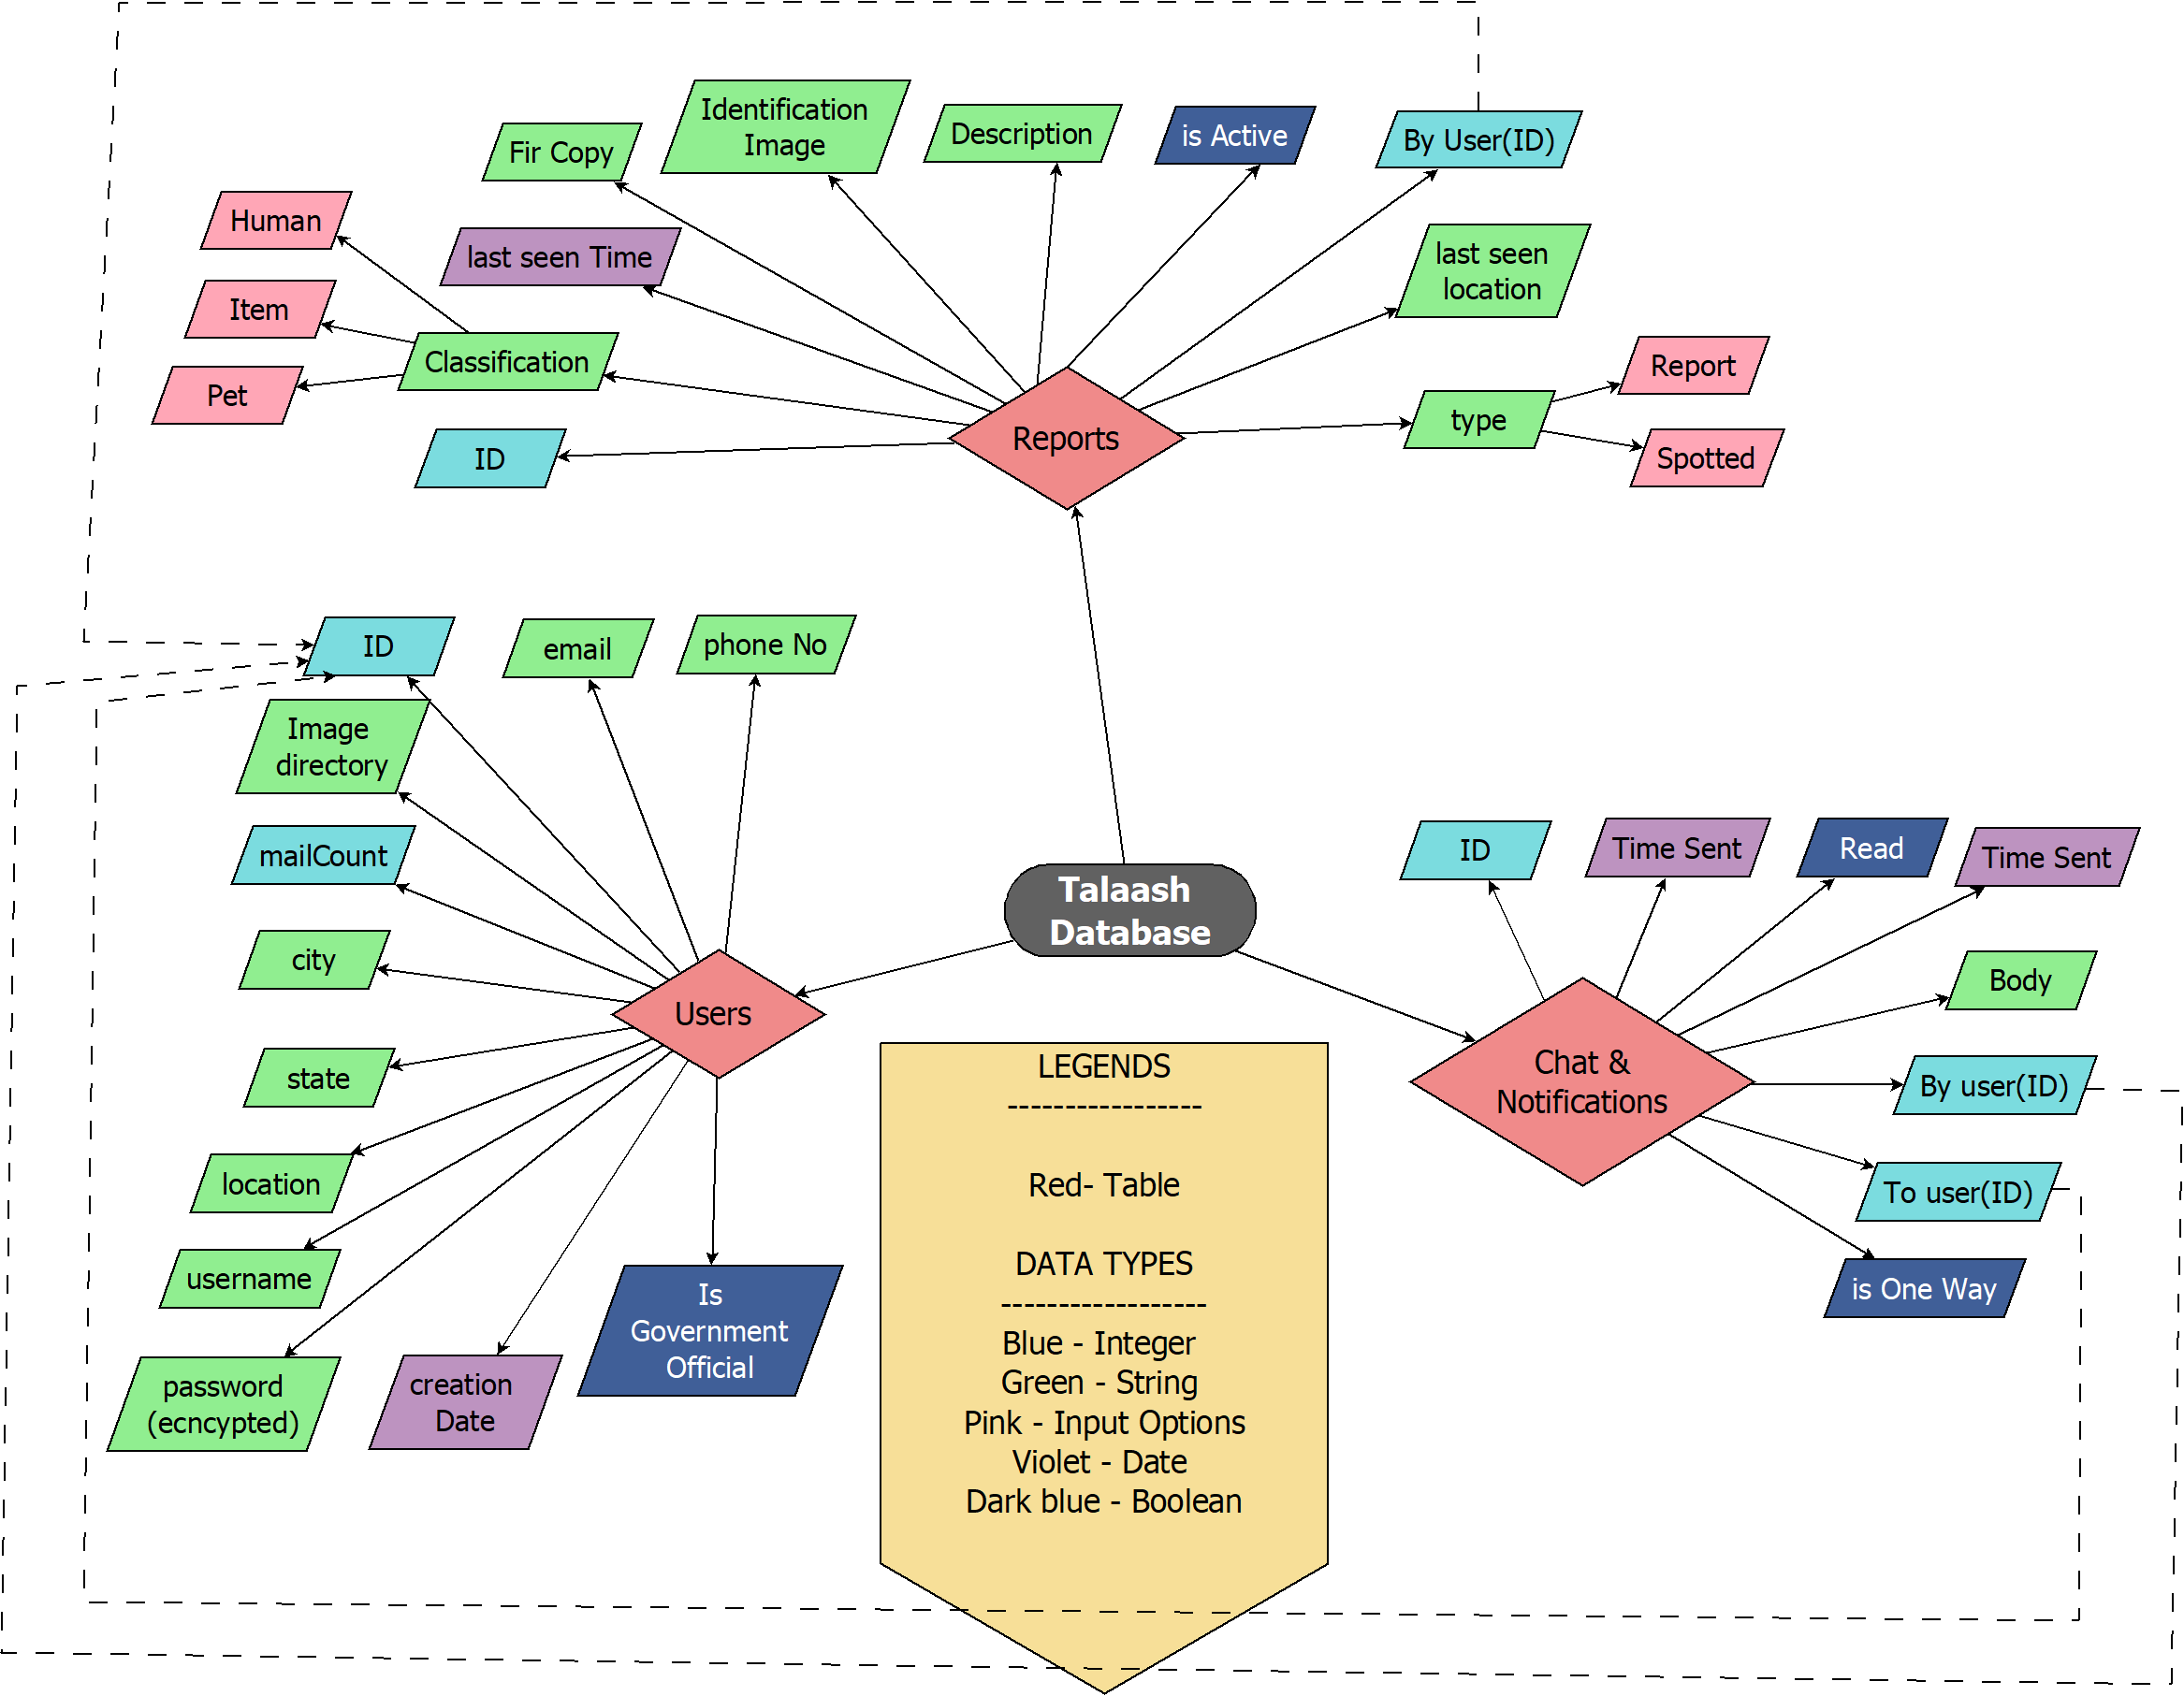 Identification
Image
Description
is Active
By User(ID)
Fir Copy
Human
last seen Time
last seen
location
Item
Classification
Pet
Report
type
Reports
ID
Spotted
ID
email
phone No
Image
directory
mailCount
city
state
location
username
password
(ecncypted)
creation
Date
Is
Government
Official
Users
Talaash
Database
ID
Time Sent
Read
Time Sent
Body
Chat &
Notifications
By user(ID)
To user(ID)
is One Way
LEGENDS
-----------------
Red- Table
DATA TYPES
------------------
Blue - Integer
Green - String
Pink - Input Options
Violet - Date
Dark blue - Boolean